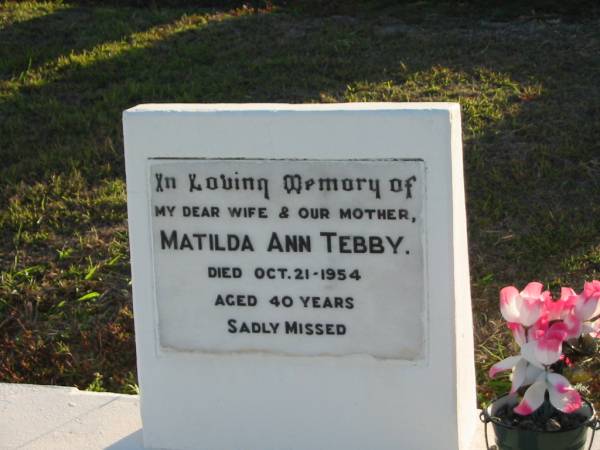 In Loving Memory of
MY DEAR WIFE & OUR MOTHER,
MATILDA ANN TEBBY.
DIED OCT. 21-1954
AGED 40 YEARS
SADLY MISSED